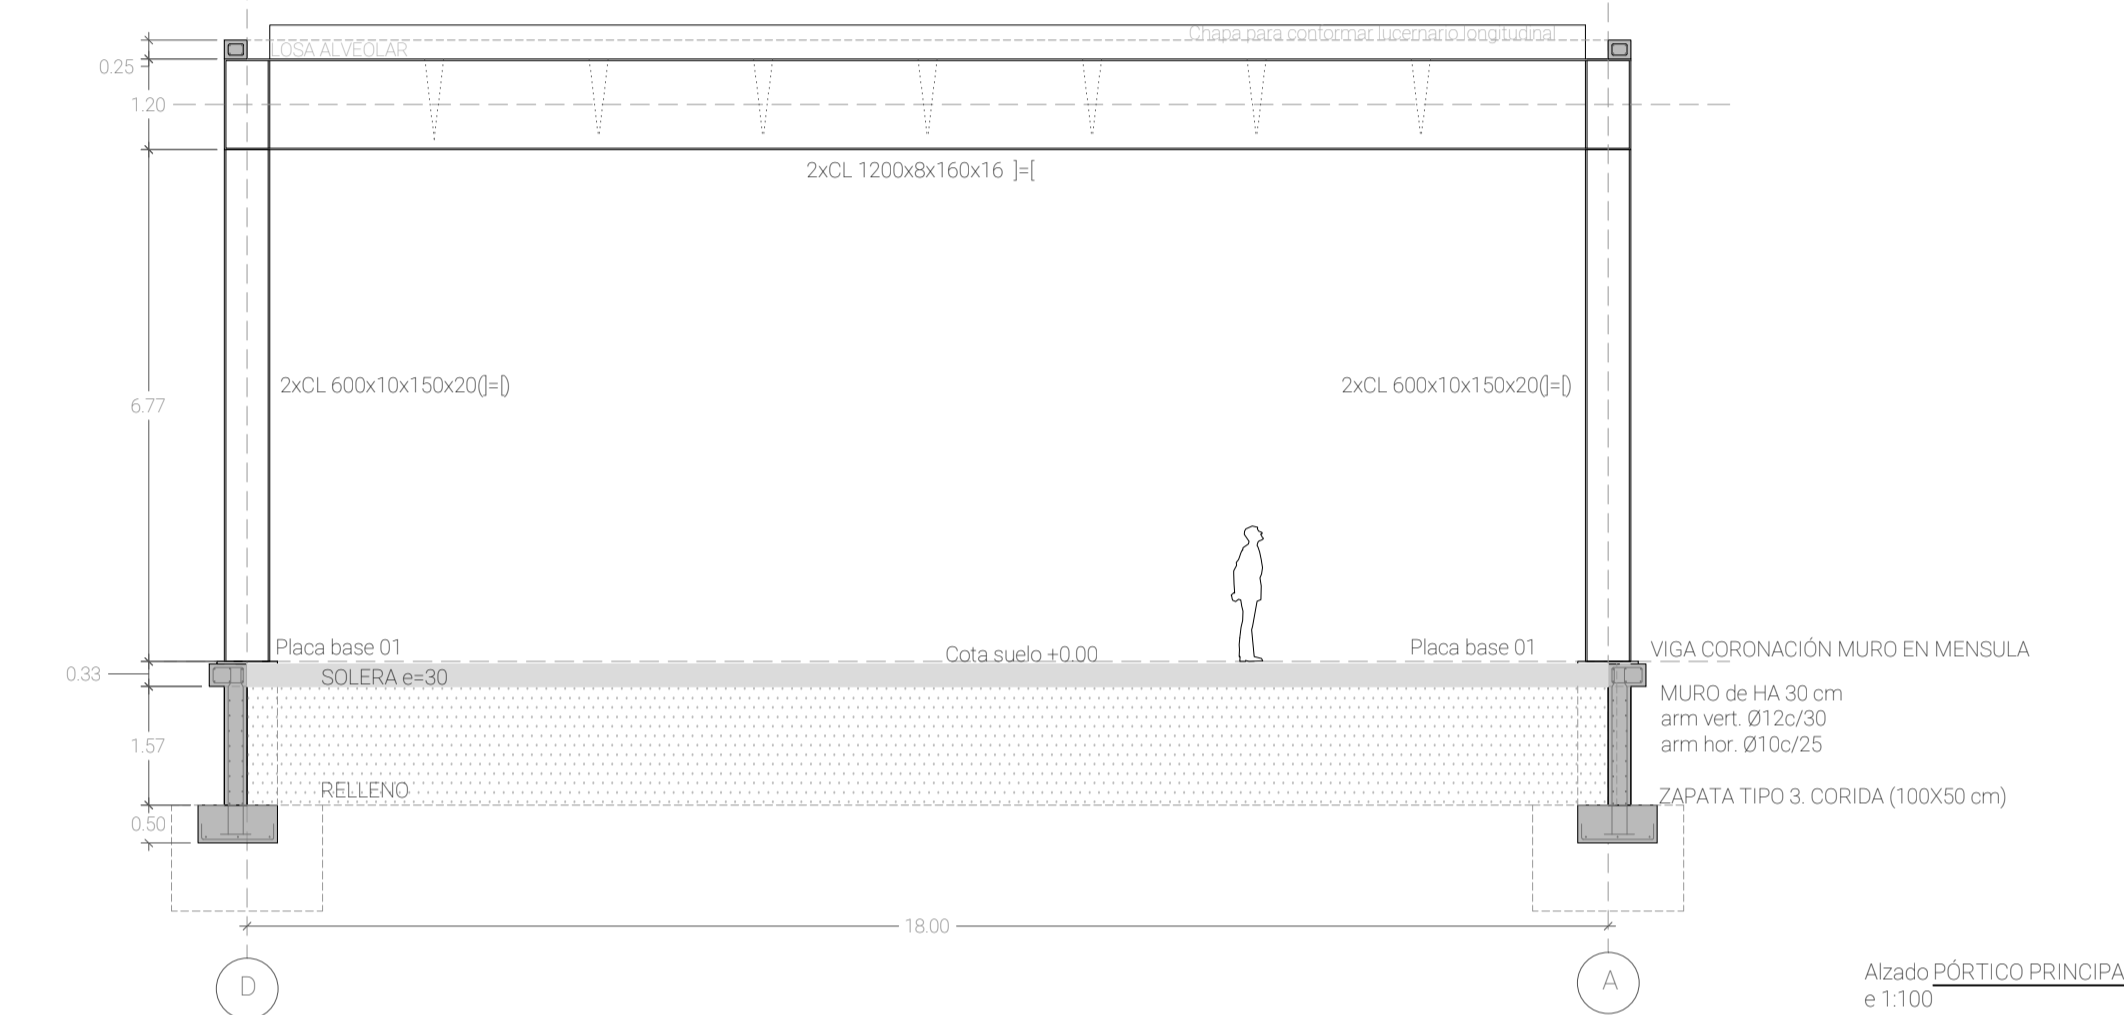 Chapa para conformar lucernario longitudinal
LOSA ALVEOLAR
0.25
1.20
2xCL 1200x8x160x16 ]=[
2xCL 600x10x150x20(]=[)
2xCL 600x10x150x20(]=[)
6.77
Placa base 01
Cota suelo +0.00
Placa base 01
VIGA CORONACIÓN MURO EN MENSULA
0.33
SOLERA e=30
MURO de HA 30 cm
arm vert. Ø12c/30
arm hor. Ø10c/25
1.57
RELLENO
ZAPATA TIPO 3. CORIDA (100X50 cm)
0.50
18.00
D
A
Alzado PÓRTICO PRINCIPA
e 1:100